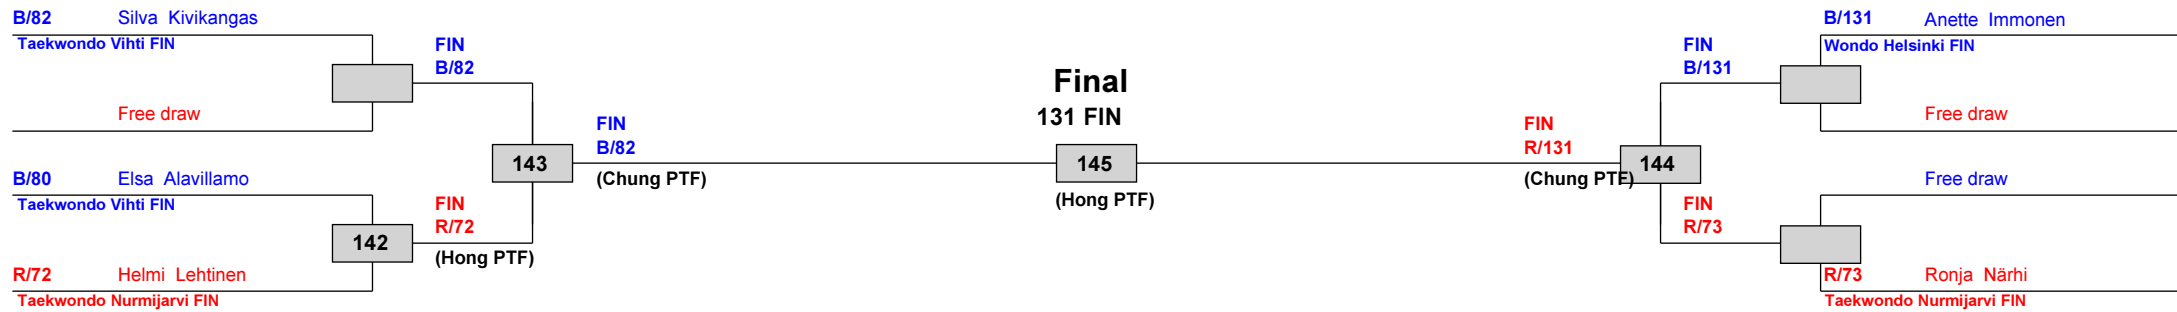 B/82 Silva Kivikangas
Taekwondo Vihti FIN
Free draw
B/80 Elsa Alavillamo
Taekwondo Vihti FIN
R/72 Helmi Lehtinen
Taekwondo Nurmijarvi FIN
142
FIN
B/82
FIN
R/72
(Hong PTF)
143
FIN
B/82
(Chung PTF)
Final
131 FIN
145
(Hong PTF)
FIN
R/131
(Chung PTF)
144
FIN
B/131
FIN
R/73
B/131 Anette Immonen
Wondo Helsinki FIN
Free draw
Free draw
R/73 Ronja Närhi
Taekwondo Nurmijarvi FIN